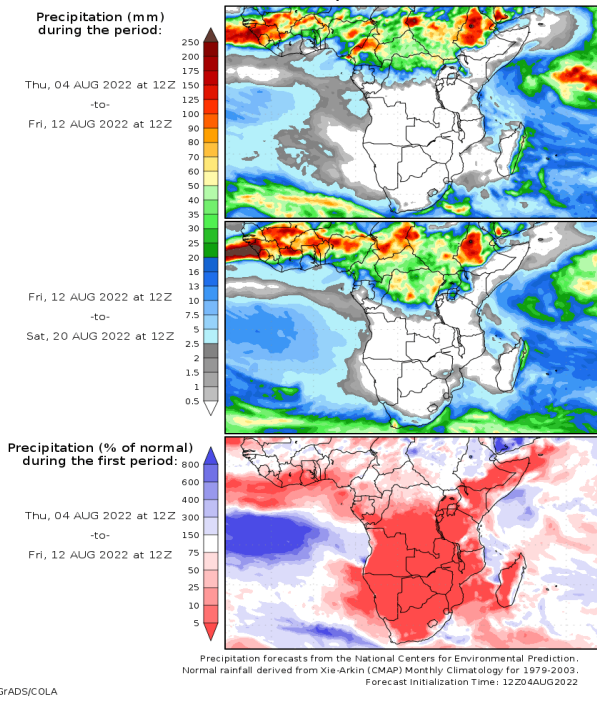 Precipitation (mm)
during the period:
250
200
175
150
125
100
90
80
70
60
50
40
35
30
25
20
16
13
10
7.5
5
2.5
2
1.5
1
0.5
Thu, 04 AUG 2022 at 12Z
-to-
Fri, 12 AUG 2022 at 12Z
Fri, 12 AUG 2022 at 12Z
-to-
Sat, 20 AUG 2022 at 12Z
Precipitation (% of normal)
during the first period:
800
600
400
300
150
75
50
25
10
5
Thu, 04 AUG 2022 at 12Z
-to-
Fri, 12 AUG 2022 at 12Z
Precipitation forecasts from the National Centers for Environmental Prediction.
Normal rainfall derived from Xie-Arkin (CMAP) Monthly Climatology for 1979-2003.
Forecast Initialization Time: 12Z04AUG2022
GrADS/COLA